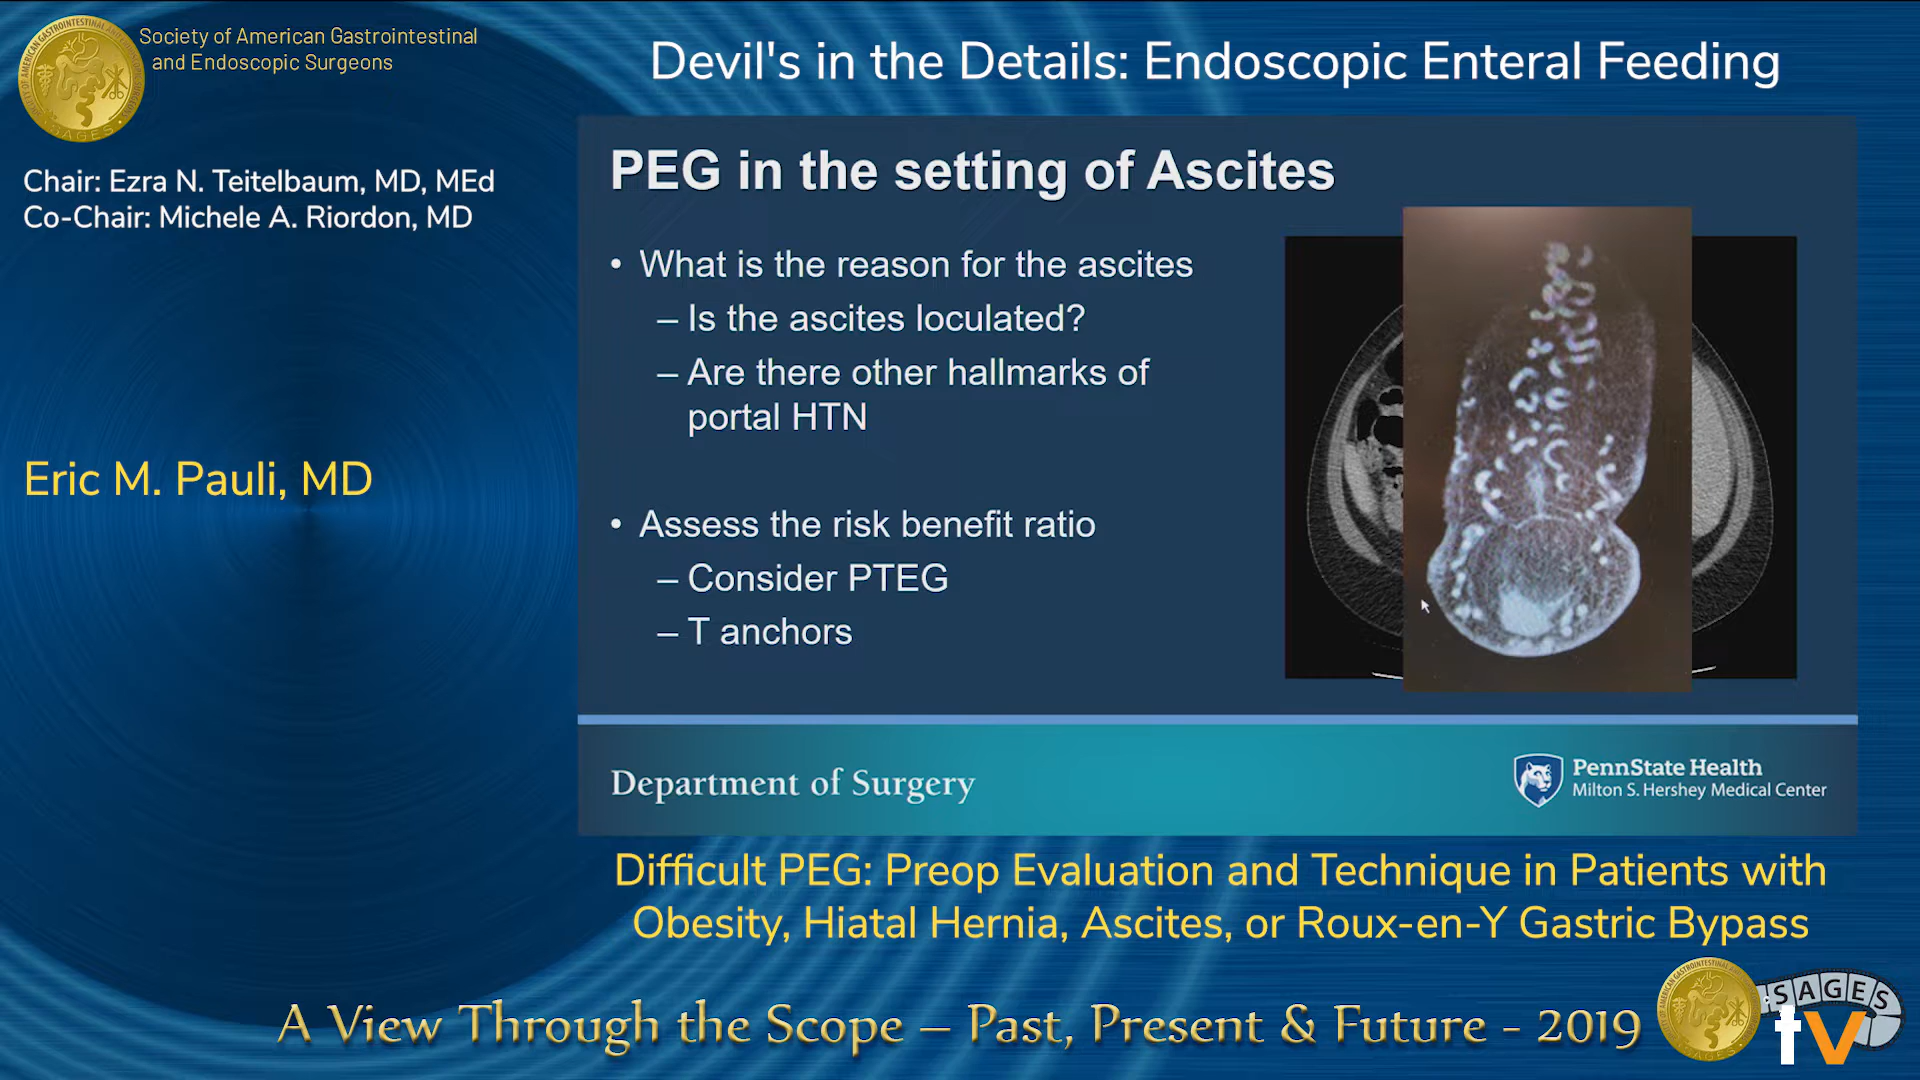 Society of American Gastrointestinal
and Endoscopic Surgeons
Devil's in the Details: Endoscopic Enteral Feeding
Chair: Ezra N. Teitelbaum, MD, MEd
Co-Chair: Michele A. Riordon, MD
Eric M. Pauli, MD
PEG in the setting of Ascites
• What is the reason for the ascites
– Is the ascites loculated?
– Are there other hallmarks of
portal HTN
• Assess the risk benefit ratio
– Consider PTEG
– T anchors
Department of Surgery
PennState Health
Milton S. Hershey Medical Center
Difficult PEG: Preop Evaluation and Technique in Patients with
Obesity, Hiatal Hernia, Ascites, or Roux-en-Y Gastric Bypass
A View Through the Scope – Past, Present & Future - 2019
SAGES
tv